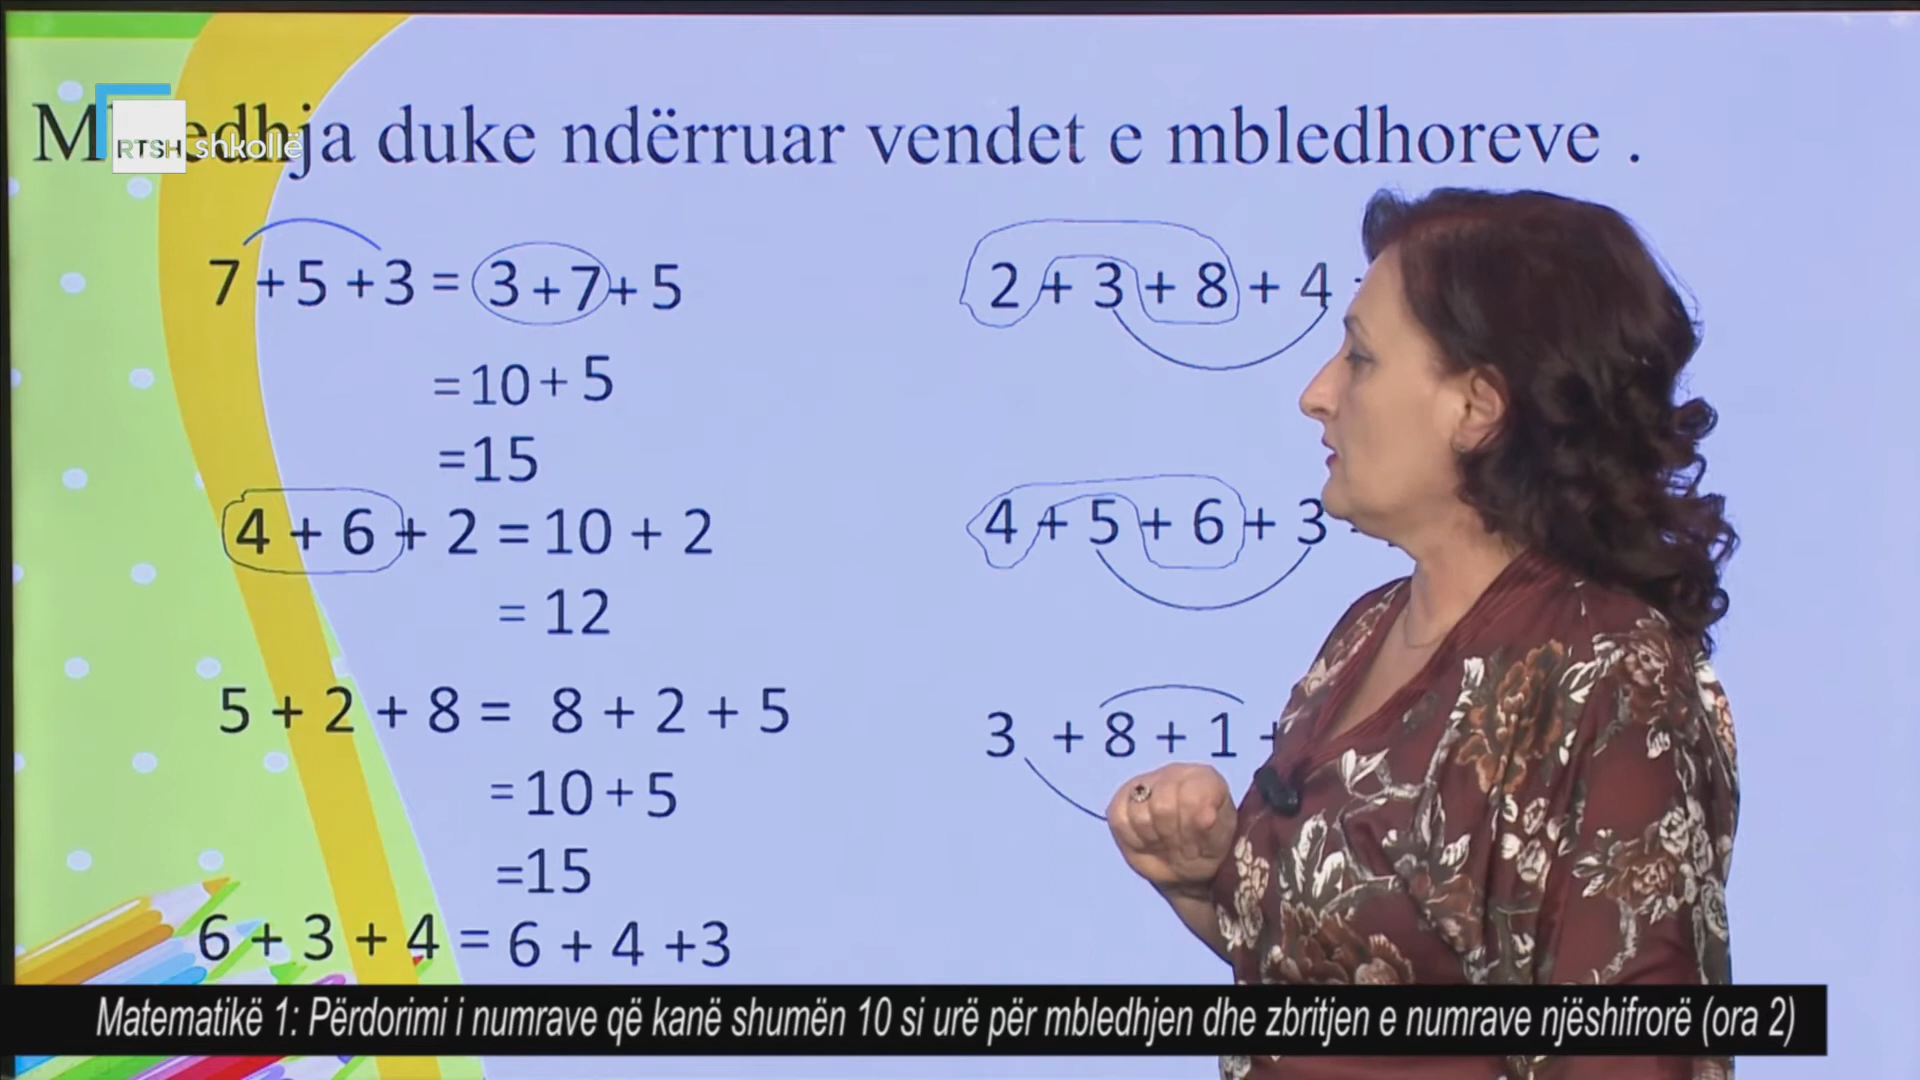 RTSH shkollë
duke ndërruar vendet e mbledhoreve .
7 + 5 + 3 = 3 + 7 + 5
= 10 + 5
= 15
4 + 6 + 2 = 10 + 2
= 12
5 + 2 + 8 = 8 + 2 + 5
= 10 + 5
= 15
6 + 3 + 4 = 6 + 4 + 3
2 + 3 + 8 + 4
4 + 5 + 6 + 3
3 + 8 + 1 +
Matematikë 1: Përdorimi i numrave që kanë shumën 10 si urë për mbledhjen dhe zbritjen e numrave njëshifrorë (ora 2)